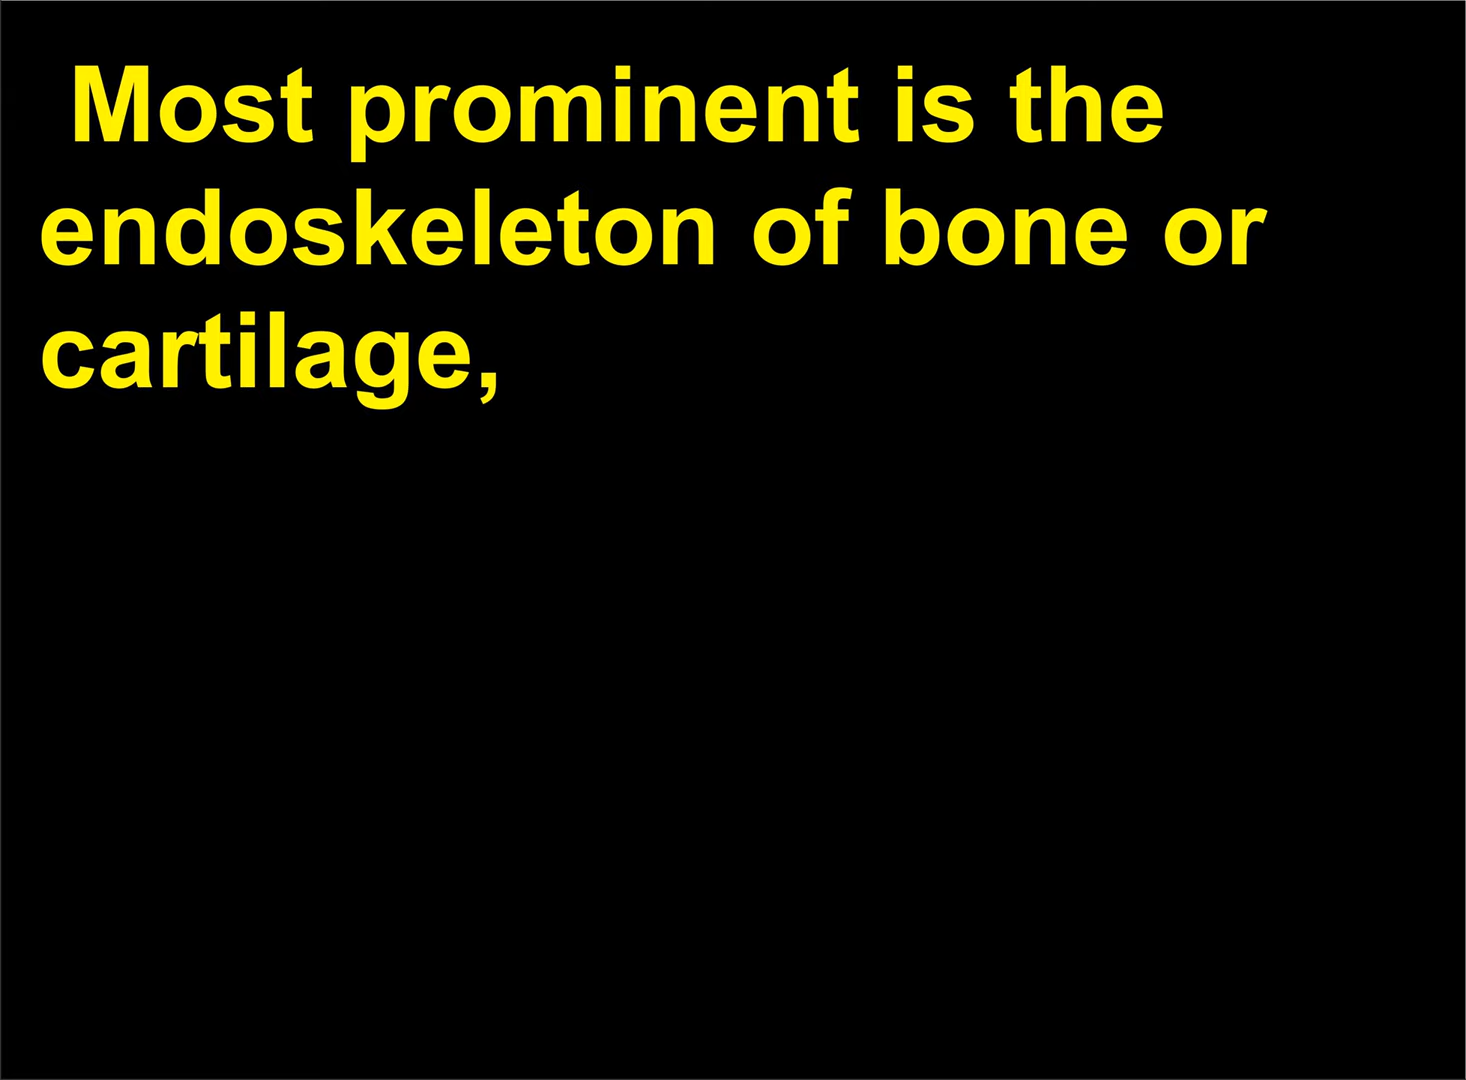 Most prominent is the
endoskeleton of bone or
cartilage,